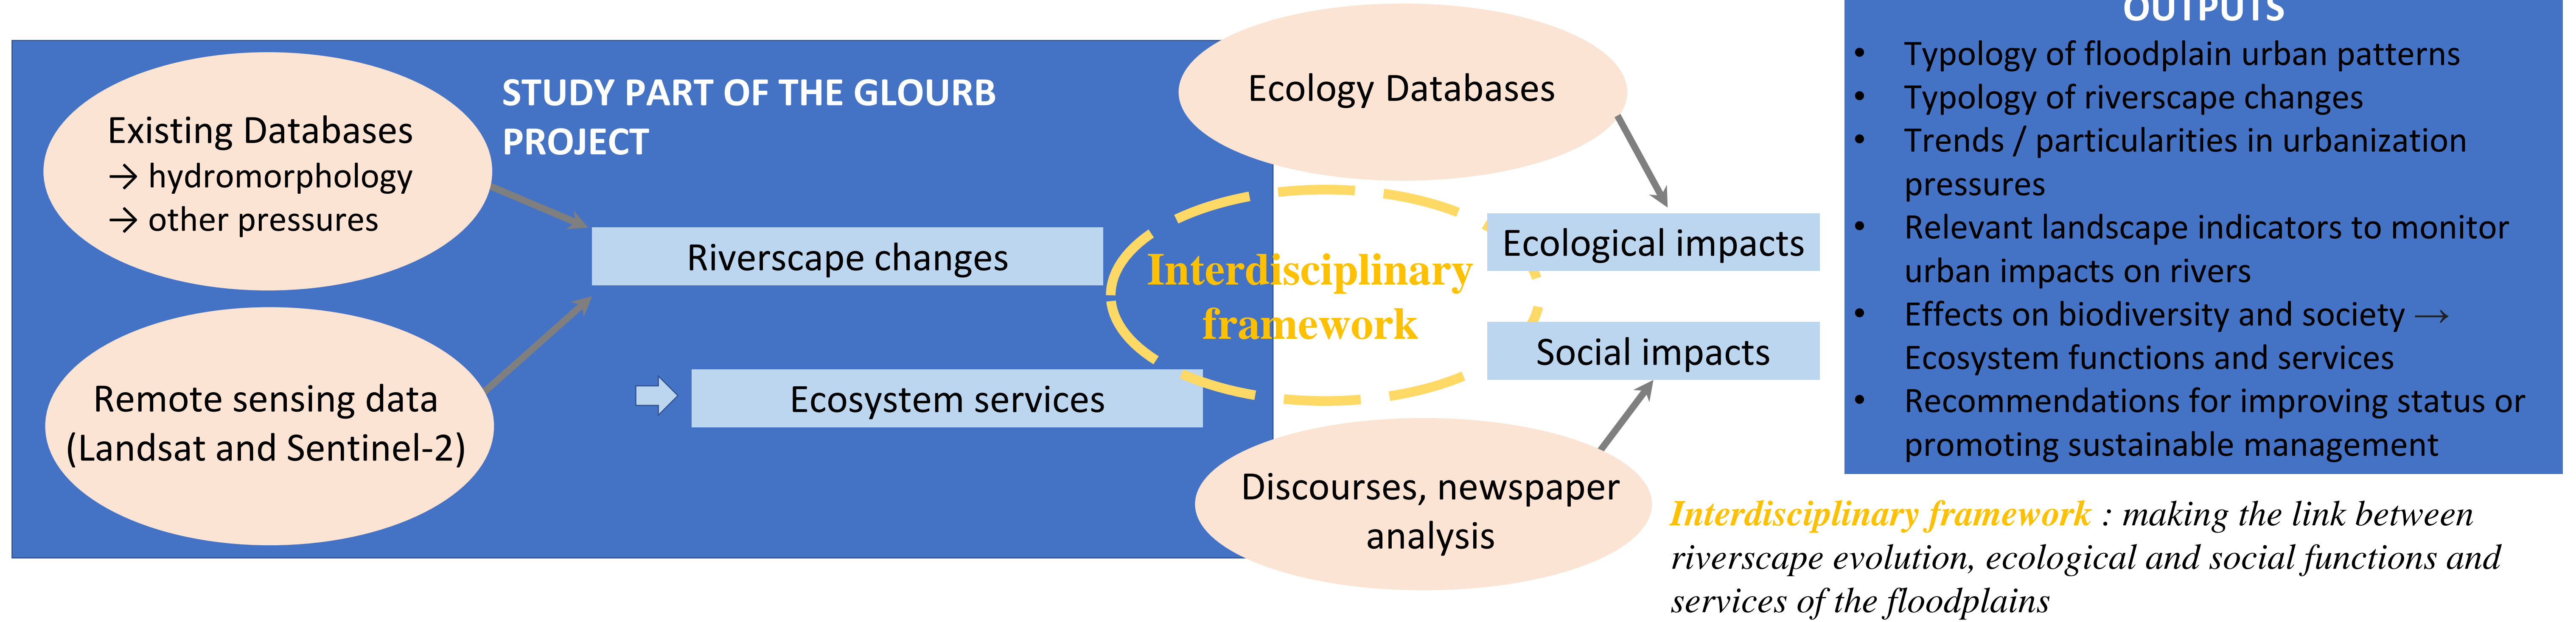 STUDY PART OF THE GLOURB
PROJECT
Existing Databases
→ hydromorphology
→ other pressures
Remote sensing data
(Landsat and Sentinel-2)
Riverscape changes
Ecosystem services
Interdisciplinary
framework
Ecology Databases
Ecological impacts
Social impacts
Discourses, newspaper
analysis
OUTPUTS
• Typology of floodplain urban patterns
• Typology of riverscape changes
• Trends / particularities in urbanization
pressures
• Relevant landscape indicators to monitor
urban impacts on rivers
• Effects on biodiversity and society →
Ecosystem functions and services
• Recommendations for improving status or
promoting sustainable management
Interdisciplinary framework : making the link between
riverscape evolution, ecological and social functions and
services of the floodplains